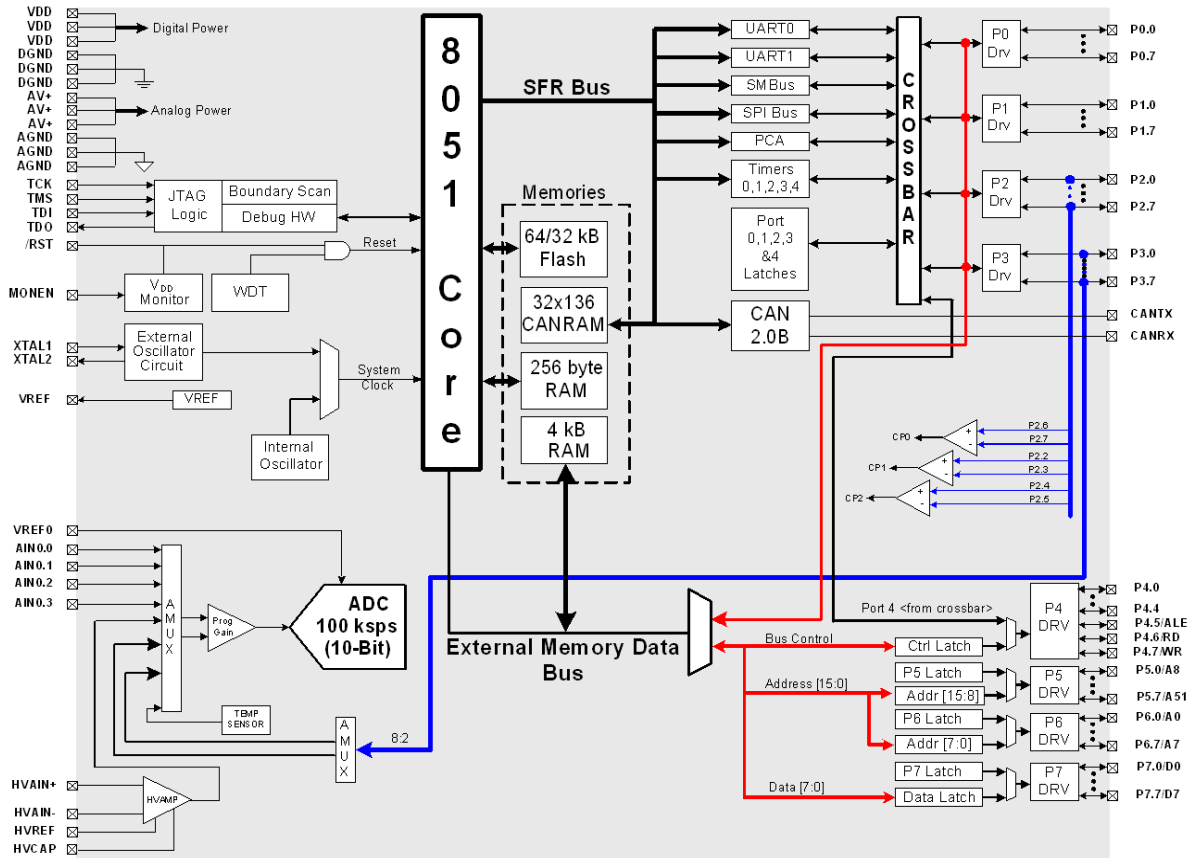 VDD
VDD
VDD
DGND
DGND
DGND
AV+
AV+
AV+
AGND
AGND
AGND
Digital Power
Analog Power
TCK
TMS
TDI
TDO
/RST
MONEN
XTAL1
XTAL2
VREF
JTAG
Logic
Boundary Scan
Debug HW
Reset
VDD
Monitor
WDT
External
Oscillator
Circuit
VREF
System
Clock
Internal
Oscillator
8051 Core
SFR Bus
Memories
64/32 kB
Flash
32x136
CANRAM
256 byte
RAM
4 kB
RAM
UART0
UART1
SMBus
SPI Bus
PCA
Timers
0,1,2,3,4
Port
0,1,2,3
&4
Latches
CAN
2.0B
CROSSBAR
P0
Drv
P1
Drv
P2
Drv
P3
Drv
P0.0
P0.7
P1.0
P1.7
P2.0
P2.7
P3.0
P3.7
CANTX
CANRX
CP0
+
-
P2.6
P2.7
CP1
+
-
P2.2
P2.3
CP2
+
-
P2.4
P2.5
VREF0
AIN0.0
AIN0.1
AIN0.2
AIN0.3
AMUX
Prog
Gain
ADC
100 ksps
(10-Bit)
TEMP
SENSOR
AMUX
8:2
HVAIN+
HVAIN-
HVREF
HVCAP
HVAMP
External Memory Data
Bus
Port 4 <from crossbar>
Bus Control
Ctrl Latch
Address [15:0]
P5 Latch
Addr [15:8]
P6 Latch
Addr [7:0]
Data [7:0]
P7 Latch
Data Latch
P4
DRV
P5
DRV
P6
DRV
P7
DRV
P4.0
P4.4
P4.5/ALE
P4.6/RD
P4.7/WR
P5.0/A8
P5.7/A51
P6.0/A0
P6.7/A7
P7.0/D0
P7.7/D7